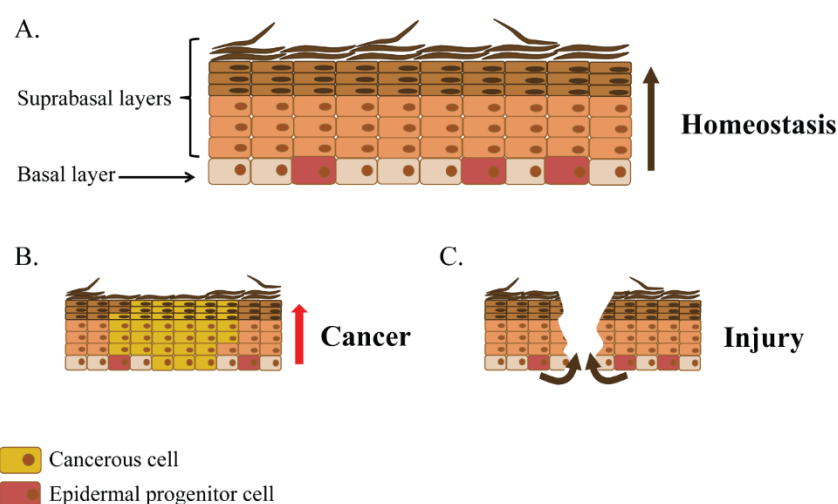 A.
Suprabasal layers
Homeostasis
Basal layer
B.
Cancer
C.
Injury
Cancerous cell
Epidermal progenitor cell